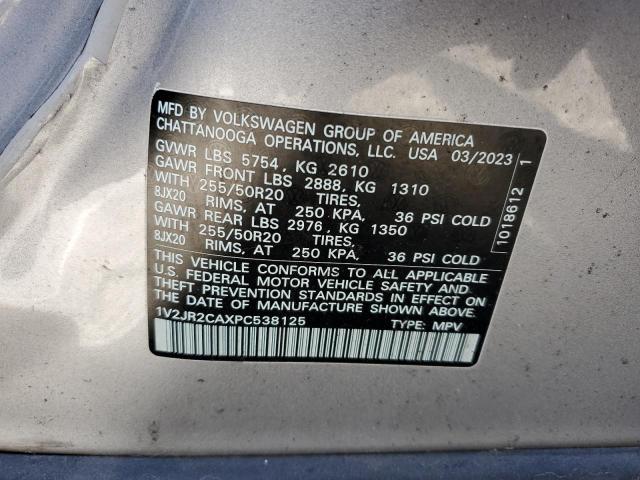 MFD BY VOLKSWAGEN GROUP OF AMERICA
CHATTANOOGA OPERATIONS, LLC. USA 03/2023
GVWR LBS 5754 , KG 2610
GAWR FRONT LBS 2888, KG 1310
WITH 255/50R20 TIRES,
8JX20 RIMS, AT 250 KPA, 36 PSI COLD
GAWR REAR LBS 2976, KG 1350
WITH 255/50R20 TIRES,
8JX20 RIMS, AT 250 KPA, 36 PSI COLD
THIS VEHICLE CONFORMS TO ALL APPLICABLE
U.S. FEDERAL MOTOR VEHICLE SAFETY AND
THEFT PREVENTION STANDARDS IN EFFECT ON
THE DATE OF MANUFACTURE SHOWN ABOVE.
1V2JR2CAXPC538125 TYPE: MPV
1018612 1